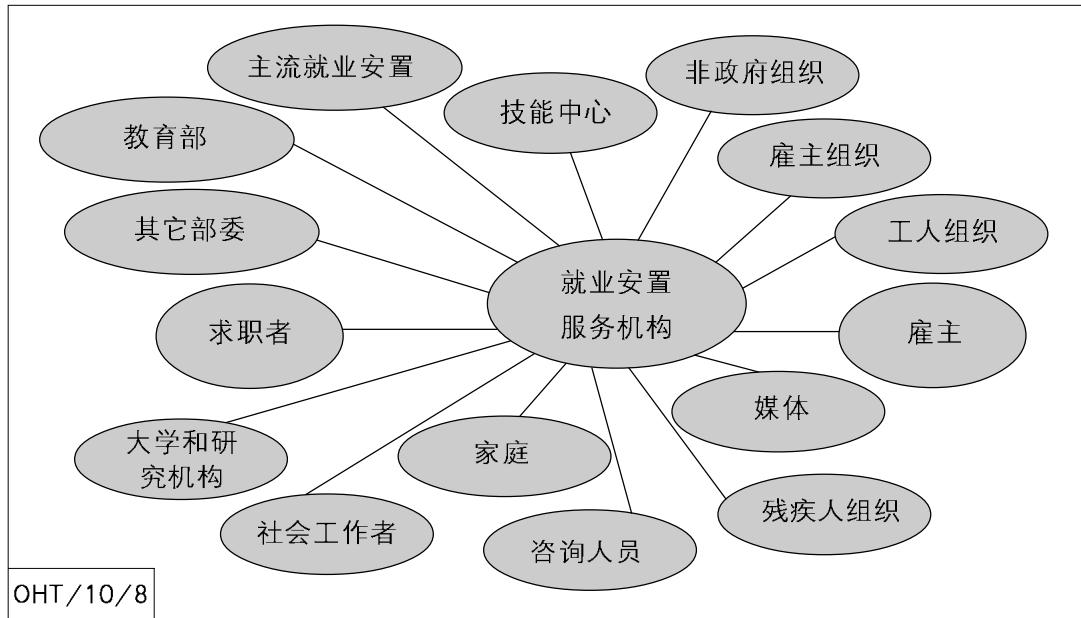 主流就业安置
非政府组织
技能中心
教育部
雇主组织
其它部委
工人组织
就业安置
服务机构
求职者
雇主
媒体
大学和研
究机构
家庭
残疾人组织
社会工作者
咨询人员
OHT/10/8